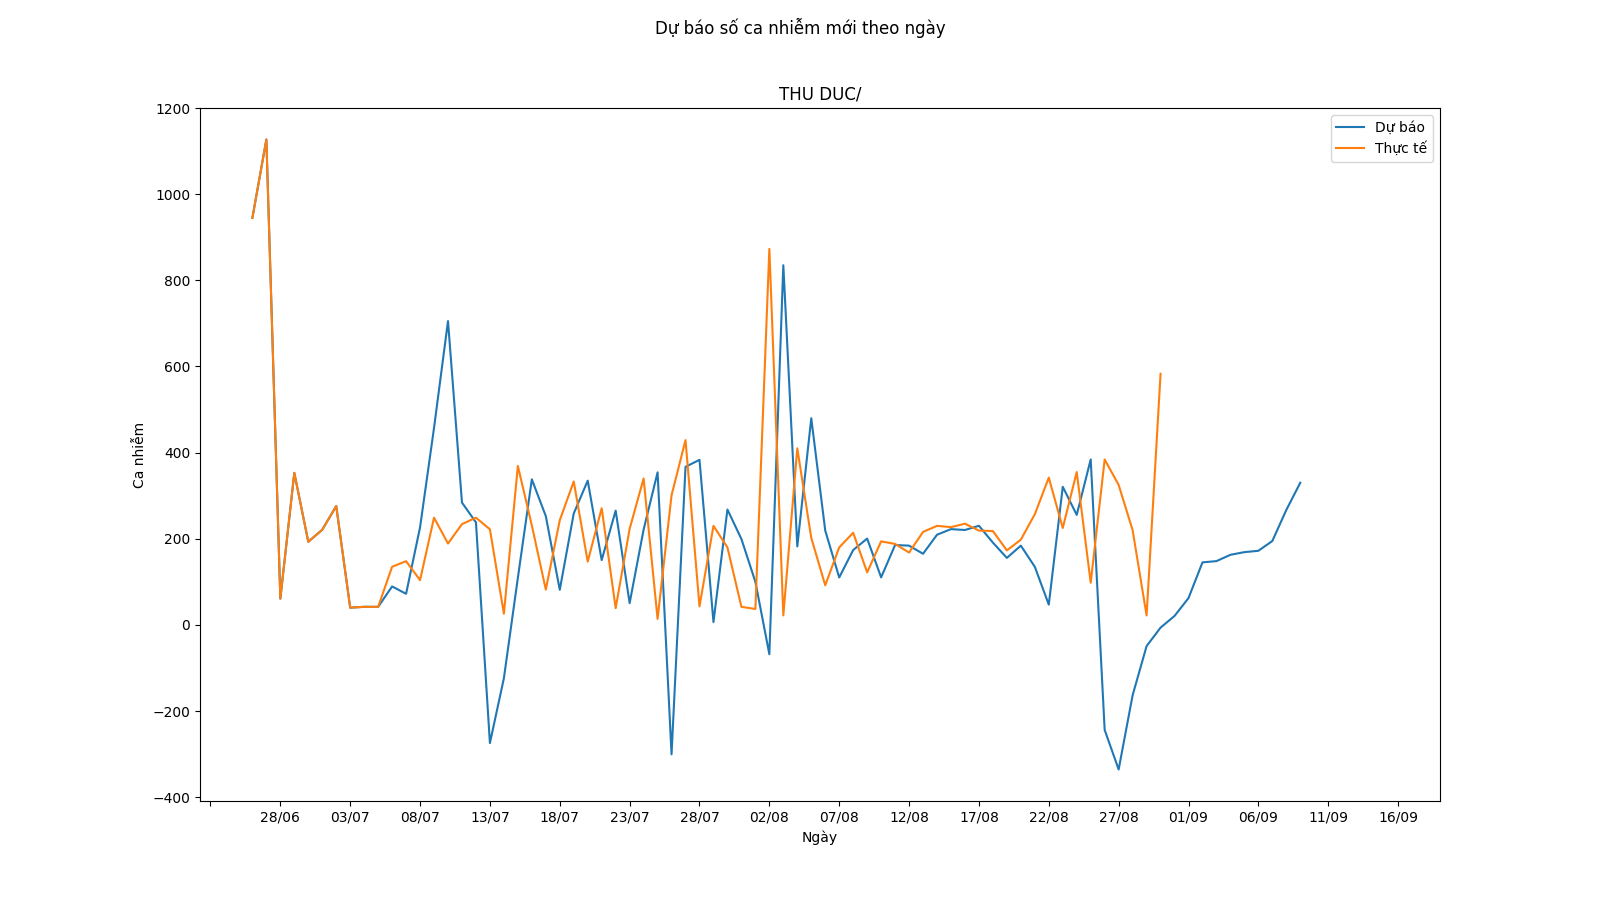 Dự báo số ca nhiễm mới theo ngày
THU DUC/
Dự báo
Thực tế
Ca nhiễm
1200
1000
800
600
400
200
0
−200
−400
28/06 03/07 08/07 13/07 18/07 23/07 28/07 02/08 07/08 12/08 17/08 22/08 27/08 01/09 06/09 11/09 16/09
Ngày